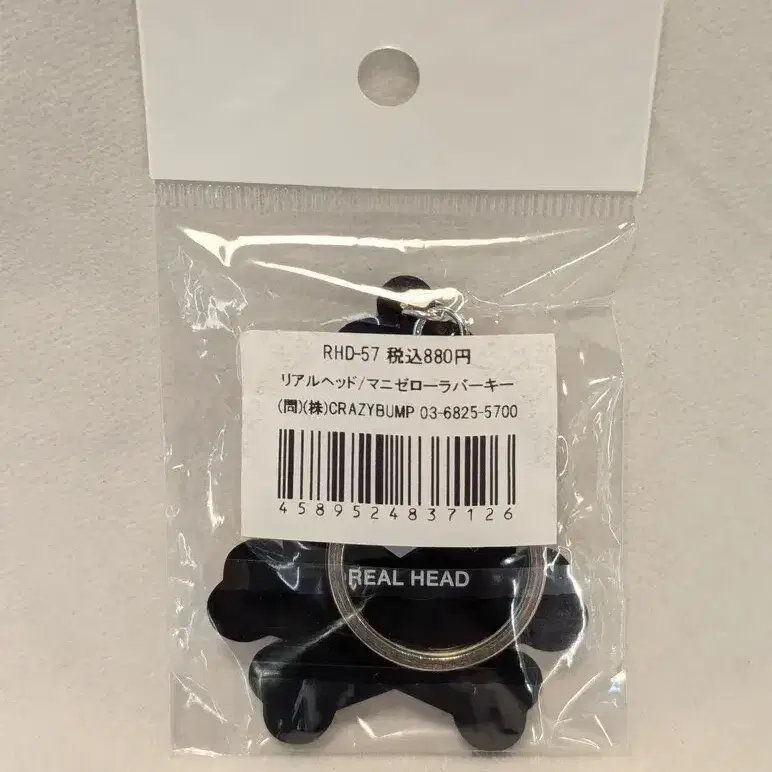 RHD-57 税込880円
リアルヘッド/マニゼローラバーキー
(問)(株)CRAZYBUMP 03-6825-5700
4589524837126
REAL HEAD